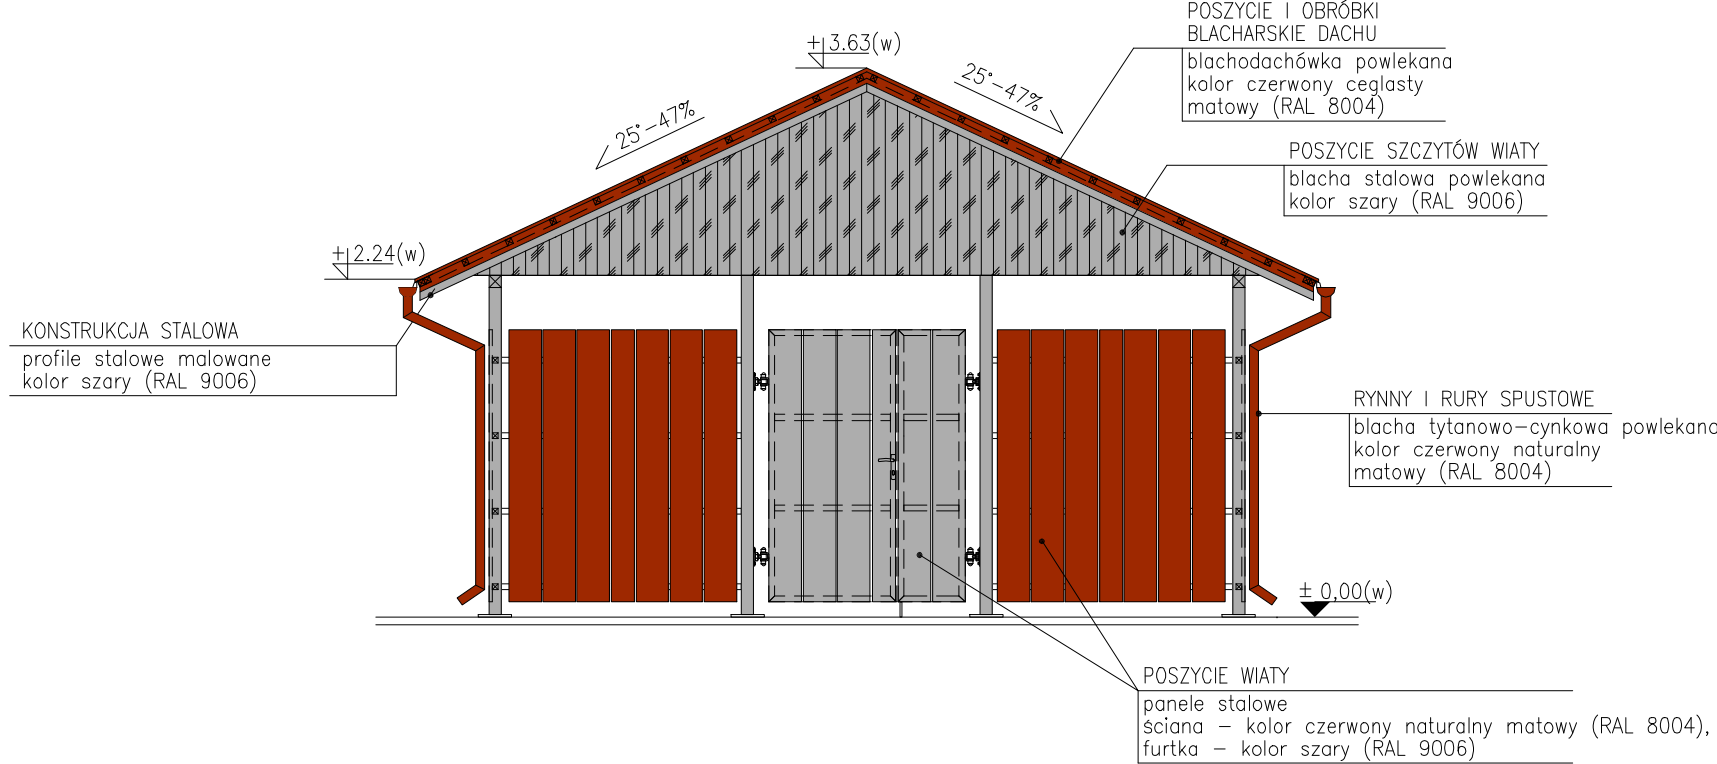 POSZYCIE I OBRÓBKI
BLACHARSKIE DACHU
blachodachówka powlekana
kolor czerwony ceglasty
matowy (RAL 8004)
±3.63(w)
25°-47%
25°-47%
POSZYCIE SZCZYTÓW WIATY
blacha stalowa powlekana
kolor szary (RAL 9006)
±2.24(w)
KONSTRUKCJA STALOWA
profile stalowe malowane
kolor szary (RAL 9006)
RYNNY I RURY SPUSTOWE
blacha tytanowo-cynkowa powlekana
kolor czerwony naturalny
matowy (RAL 8004)
± 0,00(w)
POSZYCIE WIATY
panele stalowe
ściana - kolor czerwony naturalny matowy (RAL 8004),
furtka - kolor szary (RAL 9006)